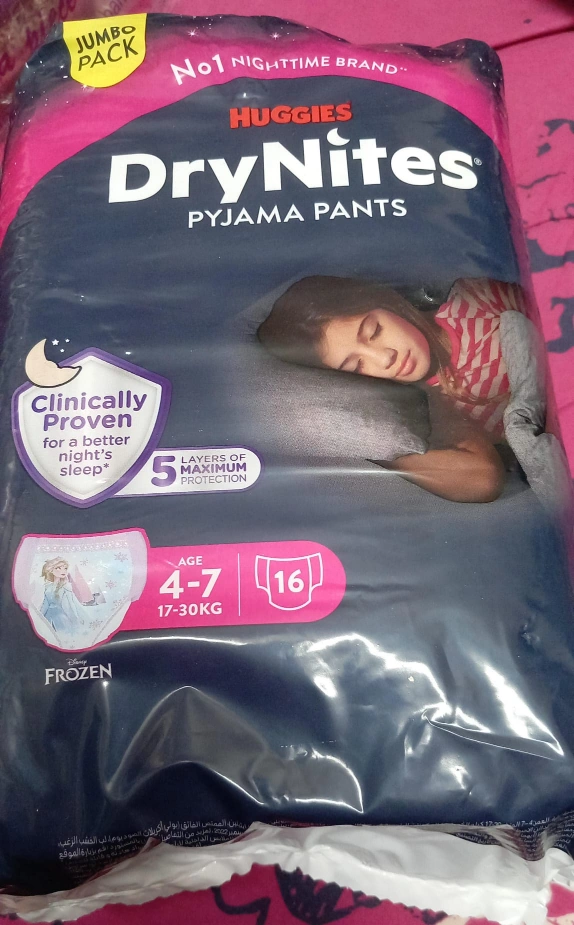 JUMBO
PACK
No1 NIGHTTIME BRAND**
HUGGIES
DryNites®
PYJAMA PANTS
Clinically
Proven
for a better
night's
sleep*
5 LAYERS OF
MAXIMUM
PROTECTION
AGE
4-7
17-30KG
16
Disney
FROZEN